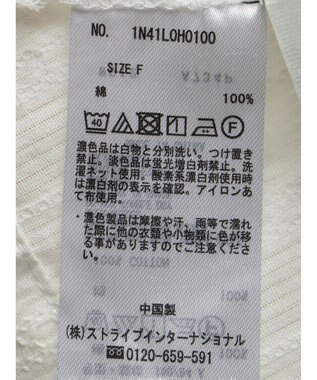 NO. 1N41L0H0100
SIZE F
綿 100%
40
F
濃色品は白物と分別洗い。つけ置き
禁止。淡色品は蛍光増白剤禁止。洗
濯ネット使用。酸素系漂白剤使用時
は漂白剤の表示を確認。アイロンあ
て布使用。
・濃色製品は摩擦や汗、雨等で濡れ
た際に他の衣類や小物類に色が移
る事がありますのでご注意くださ
い。
中国製
(株)ストライプインターナショナル
0120-659-591